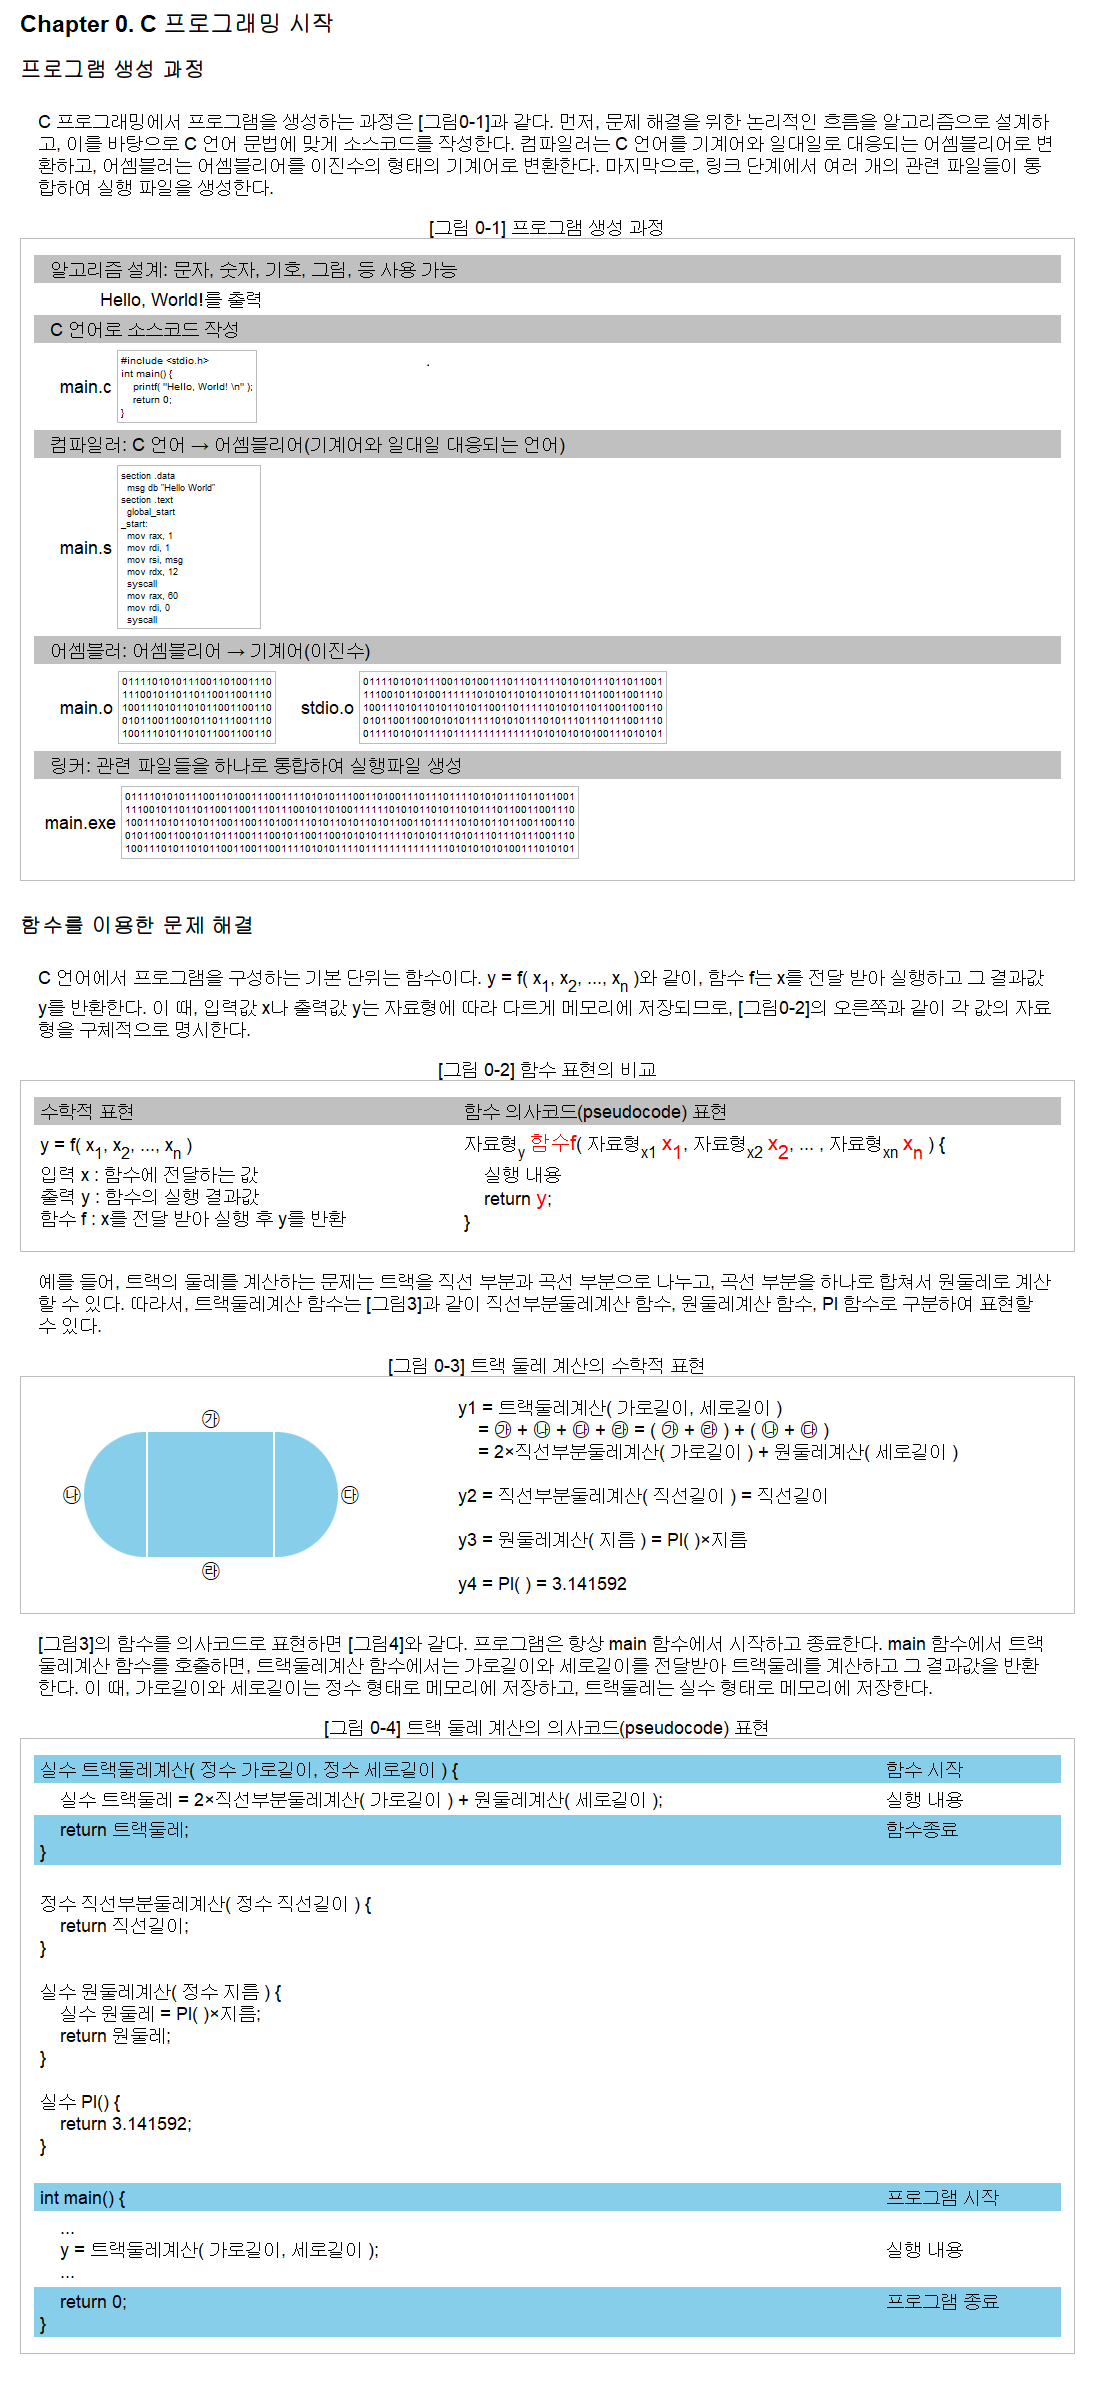 Chapter 0. C 프로그래밍 시작
프로그램 생성 과정
C 프로그래밍에서 프로그램을 생성하는 과정은 [그림0-1]과 같다. 먼저, 문제 해결을 위한 논리적인 흐름을 알고리즘으로 설계하
고, 이를 바탕으로 C 언어 문법에 맞게 소스코드를 작성한다. 컴파일러는 C 언어를 기계어와 일대일로 대응되는 어셈블리어로 변
환하고, 어셈블러는 어셈블리어를 이진수의 형태의 기계어로 변환한다. 마지막으로, 링크 단계에서 여러 개의 관련 파일들이 통
합하여 실행 파일을 생성한다.
[그림 0-1] 프로그램 생성 과정
알고리즘 설계: 문자, 숫자, 기호, 그림, 등 사용 가능
Hello, World!를 출력
C 언어로 소스코드 작성
main.c
#include <stdio.h>
int main() {
printf( "Hello, World! \n" );
return 0;
}
컴파일러: C 언어 → 어셈블리어(기계어와 일대일 대응되는 언어)
main.s
section .data
msg db "Hello World"
section .text
global_start
_start:
mov rax, 1
mov rdi, 1
mov rsi, msg
mov rdx, 12
syscall
mov rax, 60
mov rdi, 0
syscall
어셈블러: 어셈블리어 → 기계어(이진수)
main.o
stdio.o
링커: 관련 파일들을 하나로 통합하여 실행파일 생성
main.exe
함수를 이용한 문제 해결
C 언어에서 프로그램을 구성하는 기본 단위는 함수이다. y = f( x1, x2, ..., xn )와 같이, 함수 f는 x를 전달 받아 실행하고 그 결과값
y를 반환한다. 이 때, 입력값 x나 출력값 y는 자료형에 따라 다르게 메모리에 저장되므로, [그림0-2]의 오른쪽과 같이 각 값의 자료
형을 구체적으로 명시한다.
[그림 0-2] 함수 표현의 비교
수학적 표현
y = f( x1, x2, ..., xn )
입력 x : 함수에 전달하는 값
출력 y : 함수의 실행 결과값
함수 f : x를 전달 받아 실행 후 y를 반환
함수 의사코드(pseudocode) 표현
자료형y 함수f( 자료형x1 x1, 자료형x2 x2, ... , 자료형xn xn ) {
실행 내용
return y;
}
예를 들어, 트랙의 둘레를 계산하는 문제는 트랙을 직선 부분과 곡선 부분으로 나누고, 곡선 부분을 하나로 합쳐서 원둘레로 계산
할 수 있다. 따라서, 트랙둘레계산 함수는 [그림3]과 같이 직선부분둘레계산 함수, 원둘레계산 함수, PI 함수로 구분하여 표현할
수 있다.
[그림 0-3] 트랙 둘레 계산의 수학적 표현
㉮
㉯
㉰
㉱
y1 = 트랙둘레계산( 가로길이, 세로길이 )
= ㉮ + ㉯ + ㉰ + ㉱ = ( ㉮ + ㉱ ) + ( ㉯ + ㉰ )
= 2×직선부분둘레계산( 가로길이 ) + 원둘레계산( 세로길이 )
y2 = 직선부분둘레계산( 직선길이 ) = 직선길이
y3 = 원둘레계산( 지름 ) = PI( )×지름
y4 = PI( ) = 3.141592
[그림3]의 함수를 의사코드로 표현하면 [그림4]와 같다. 프로그램은 항상 main 함수에서 시작하고 종료한다. main 함수에서 트랙
둘레계산 함수를 호출하면, 트랙둘레계산 함수에서는 가로길이와 세로길이를 전달받아 트랙둘레를 계산하고 그 결과값을 반환
한다. 이 때, 가로길이와 세로길이는 정수 형태로 메모리에 저장하고, 트랙둘레는 실수 형태로 메모리에 저장한다.
[그림 0-4] 트랙 둘레 계산의 의사코드(pseudocode) 표현
실수 트랙둘레계산( 정수 가로길이, 정수 세로길이 ) { 함수 시작
실수 트랙둘레 = 2×직선부분둘레계산( 가로길이 ) + 원둘레계산( 세로길이 ); 실행 내용
return 트랙둘레; 함수종료
}
정수 직선부분둘레계산( 정수 직선길이 ) {
return 직선길이;
}
실수 원둘레계산( 정수 지름 ) {
실수 원둘레 = PI( )×지름;
return 원둘레;
}
실수 PI() {
return 3.141592;
}
int main() { 프로그램 시작
...
y = 트랙둘레계산( 가로길이, 세로길이 ); 실행 내용
...
return 0; 프로그램 종료
}